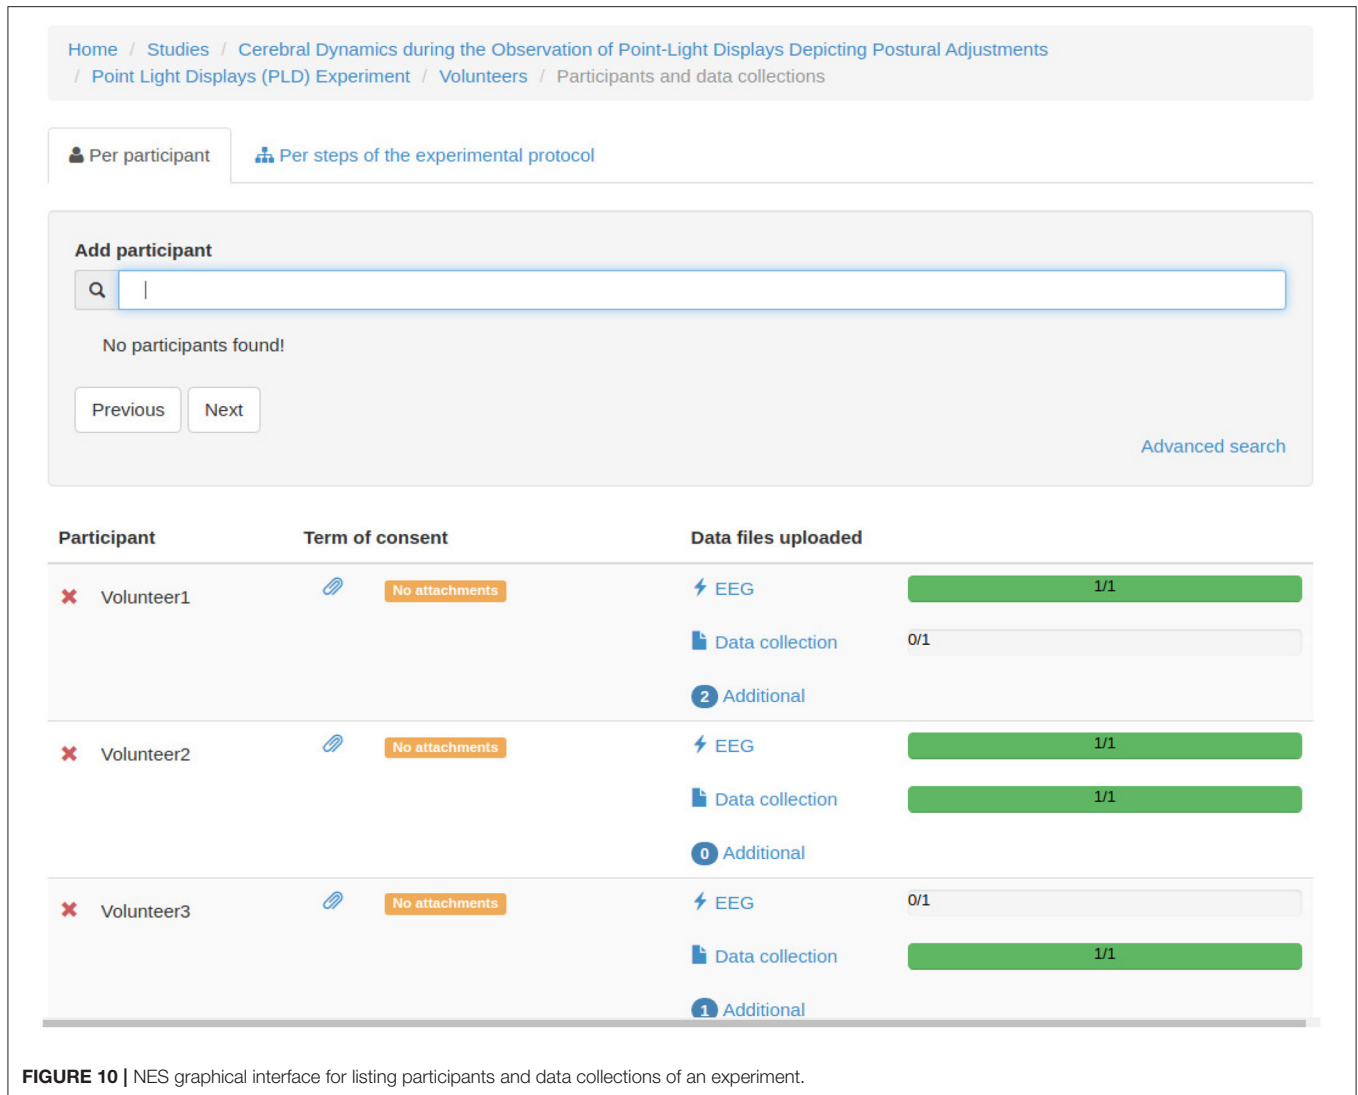 Home / Studies / Cerebral Dynamics during the Observation of Point-Light Displays Depicting Postural Adjustments
/ Point Light Displays (PLD) Experiment / Volunteers / Participants and data collections
Per participant Per steps of the experimental protocol
Add participant
No participants found!
Previous Next
Advanced search
Participant Term of consent Data files uploaded
Volunteer1 No attachments EEG 1/1
Data collection 0/1
2 Additional
Volunteer2 No attachments EEG 1/1
Data collection 1/1
0 Additional
Volunteer3 No attachments EEG 0/1
Data collection 1/1
1 Additional
FIGURE 10 | NES graphical interface for listing participants and data collections of an experiment.